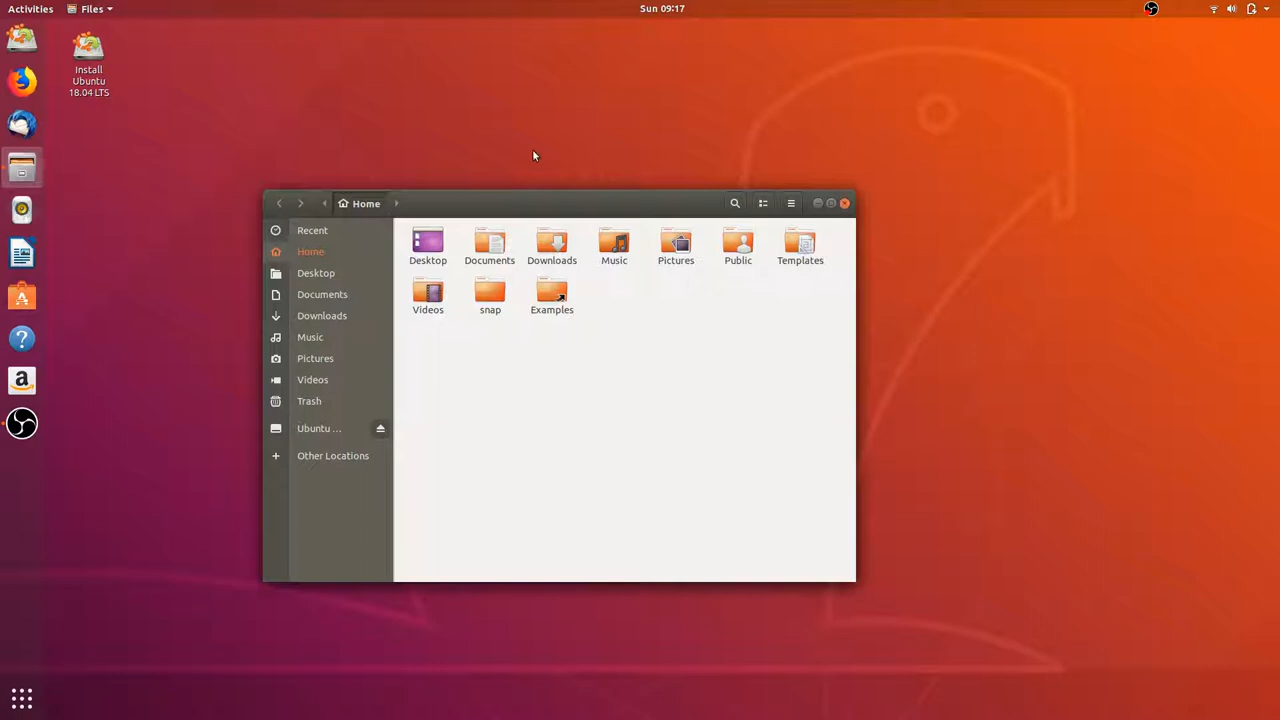 Activities
Files
Sun 09:17
Install
Ubuntu
18.04 LTS
Home
Recent
Home
Desktop
Documents
Downloads
Music
Pictures
Videos
Trash
Ubuntu ...
Other Locations
Desktop
Documents
Downloads
Music
Pictures
Public
Templates
Videos
snap
Examples